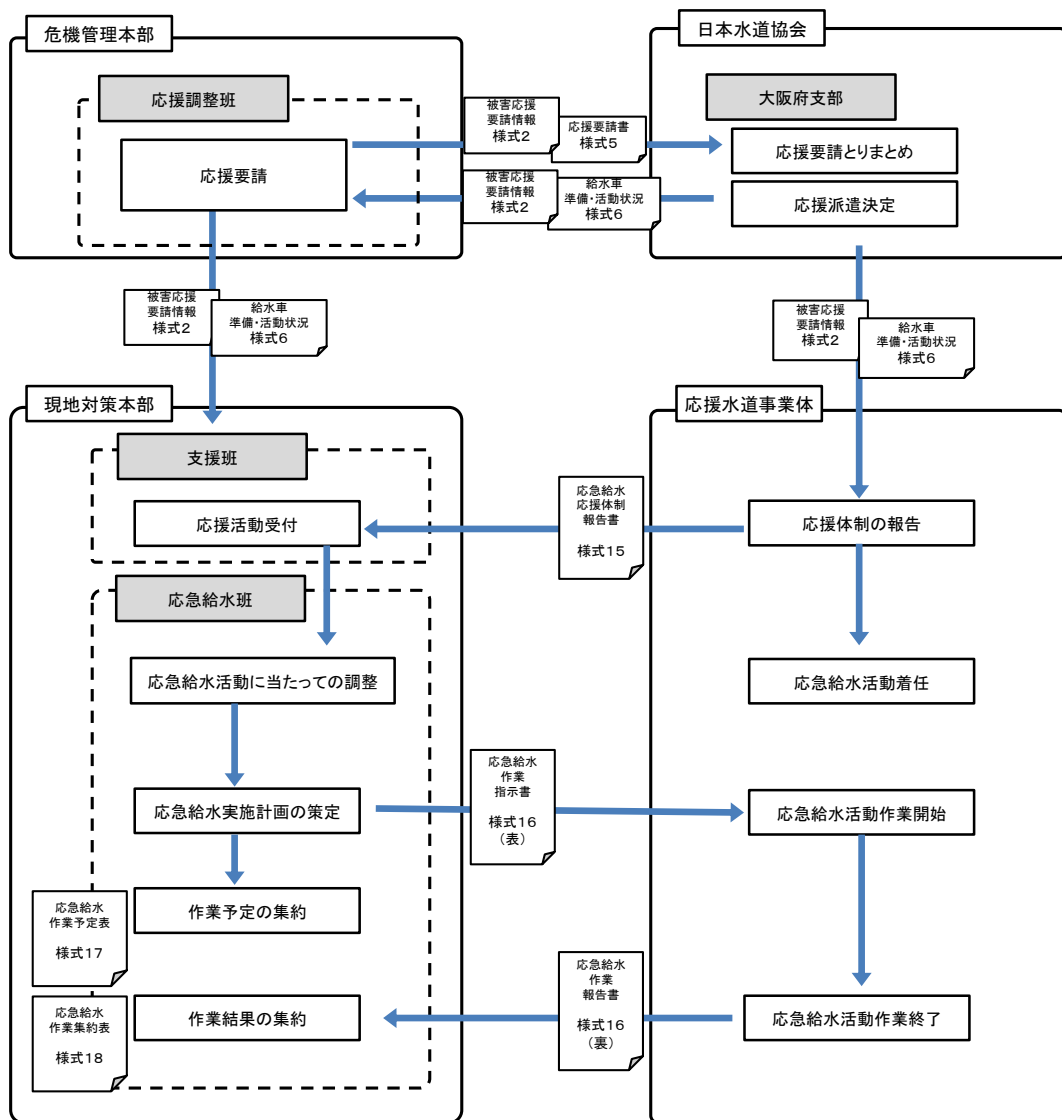 危機管理本部
日本水道協会
応援調整班
大阪府支部
応援要請
被害応援
要請情報
様式2
応援要請書
様式5
応援要請とりまとめ
被害応援
要請情報
様式2
給水車
準備・活動状況
様式6
応援派遣決定
被害応援
要請情報
様式2
給水車
準備・活動状況
様式6
被害応援
要請情報
様式2
給水車
準備・活動状況
様式6
現地対策本部
応援水道事業体
支援班
応援活動受付
応急給水
応援体制
報告書
様式15
応援体制の報告
応急給水班
応急給水活動に当たっての調整
応急給水活動着任
応急給水実施計画の策定
応急給水
作業
指示書
様式16
(表)
応急給水活動作業開始
応急給水
作業予定表
様式17
作業予定の集約
応急給水
作業集約表
様式18
作業結果の集約
応急給水
作業
報告書
様式16
(裏)
応急給水活動作業終了